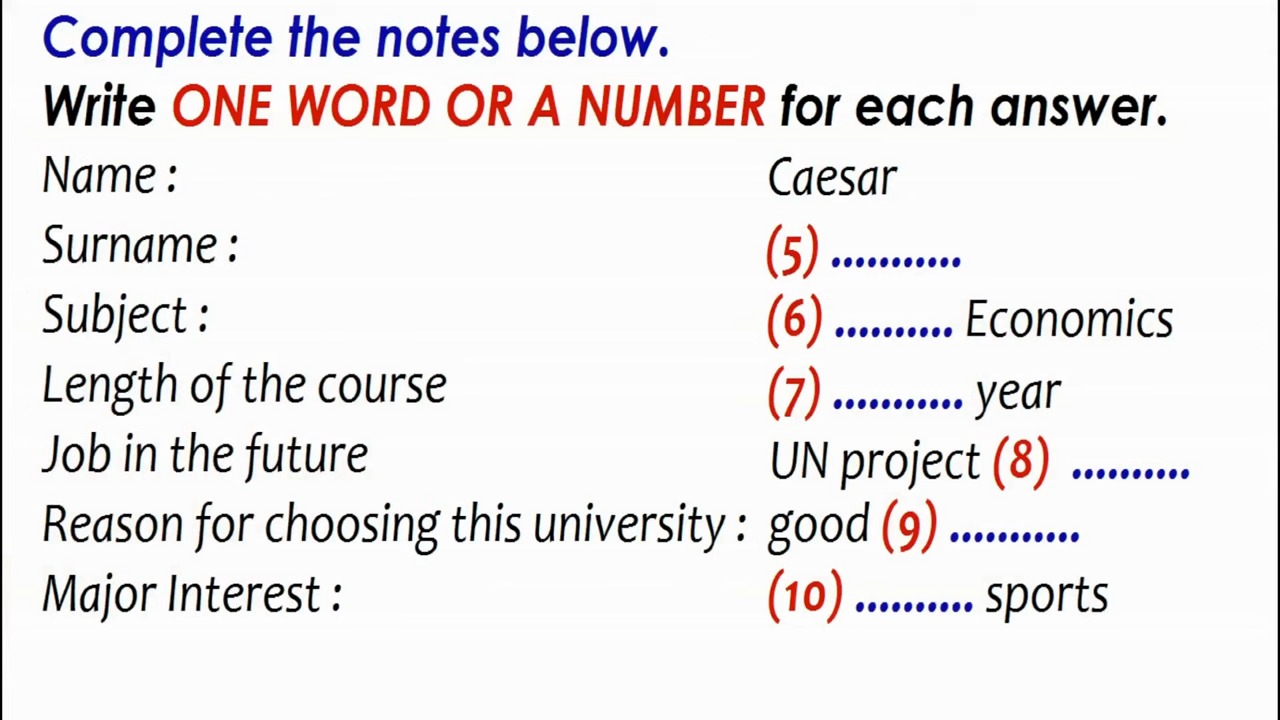 Complete the notes below.
Write ONE WORD OR A NUMBER for each answer.
Name : Caesar
Surname : (5) ...........
Subject : (6) .......... Economics
Length of the course (7) ........... year
Job in the future UN project (8) ..........
Reason for choosing this university : good (9) ...........
Major Interest : (10) .......... sports